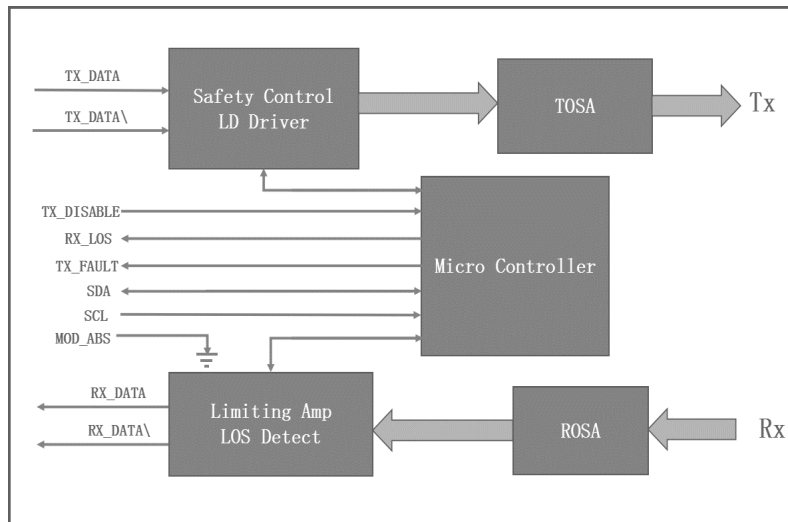 TX_DATA
TX_DATA\
Safety Control
LD Driver
TOSA
Tx
TX_DISABLE
RX_LOS
TX_FAULT
SDA
SCL
MOD_ABS
Micro Controller
RX_DATA
RX_DATA\
Limiting Amp
LOS Detect
ROSA
Rx